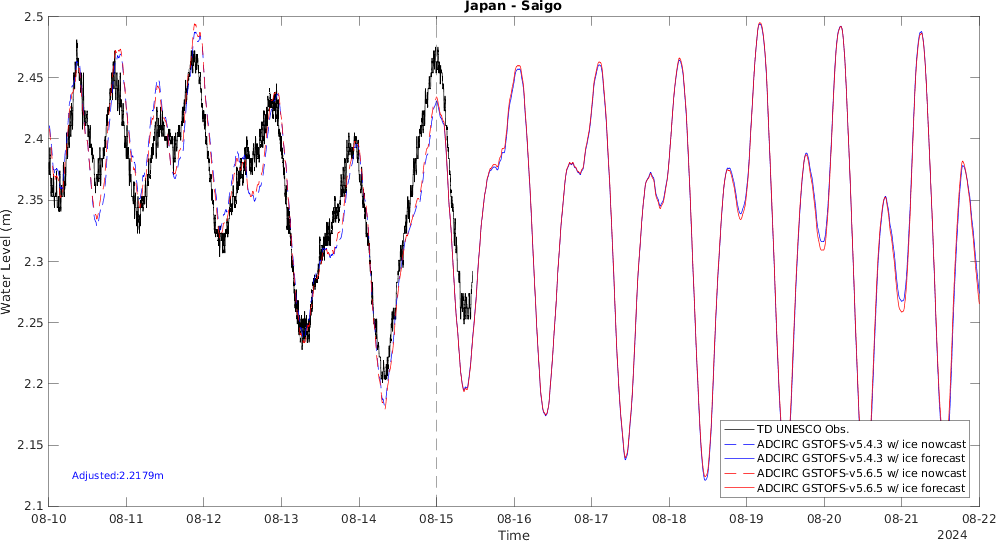 Japan - Saigo
Water Level (m)
2.5
2.45
2.4
2.35
2.3
2.25
2.2
2.15
2.1
Adjusted:2.2179m
TD UNESCO Obs.
ADCIRC GSTOFS-v5.4.3 w/ ice nowcast
ADCIRC GSTOFS-v5.4.3 w/ ice forecast
ADCIRC GSTOFS-v5.6.5 w/ ice nowcast
ADCIRC GSTOFS-v5.6.5 w/ ice forecast
08-10 08-11 08-12 08-13 08-14 08-15 08-16 08-17 08-18 08-19 08-20 08-21 08-22
Time
2024